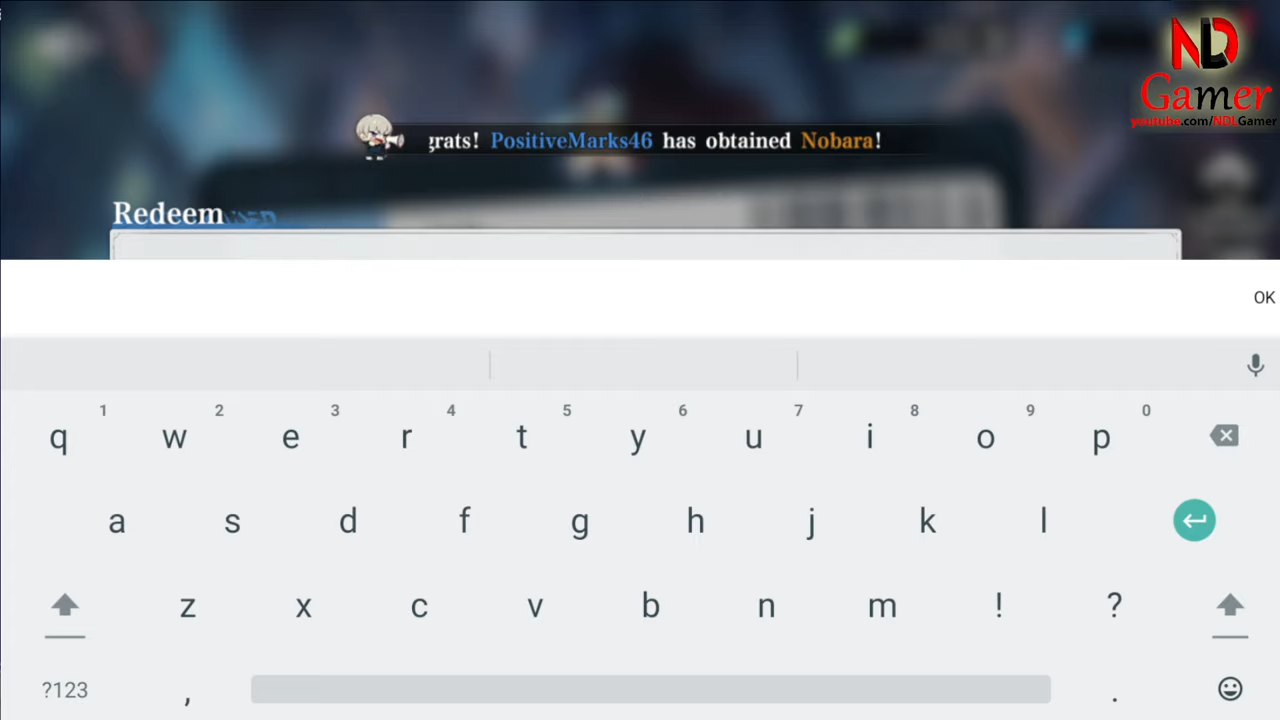 ND
Gamer
youtube.com/NDLGamer
grats! PositiveMarks46 has obtained Nobara!
Redeem
OK
1 2 3 4 5 6 7 8 9 0
q w e r t y u i o p
a s d f g h j k l
z x c v b n m ! ?
?123 , .